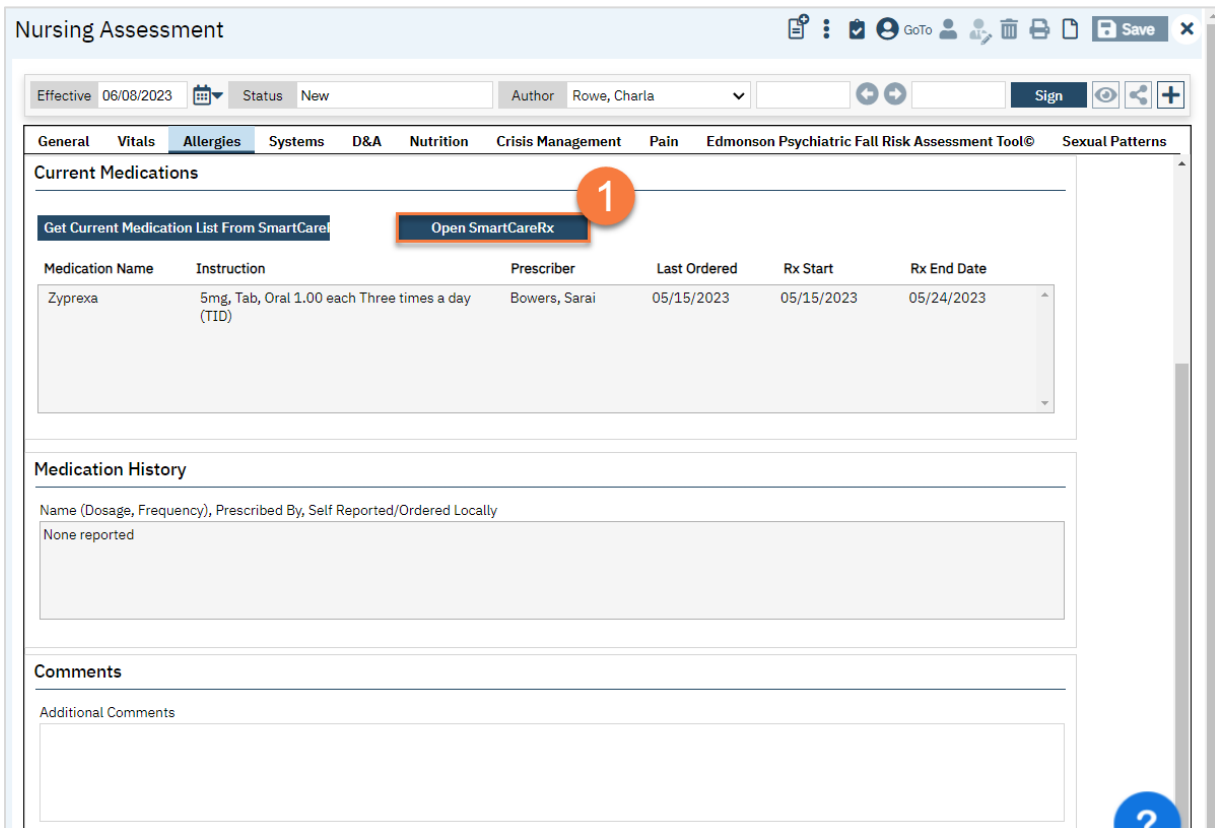 Nursing Assessment
GoTo
Save
Effective 06/08/2023 Status New Author Rowe, Charla Sign
General Vitals Allergies Systems D&A Nutrition Crisis Management Pain Edmonson Psychiatric Fall Risk Assessment Tool© Sexual Patterns
Current Medications
1
Get Current Medication List From SmartCare Open SmartCareRx
Medication Name Instruction Prescriber Last Ordered Rx Start Rx End Date
Zyprexa 5mg, Tab, Oral 1.00 each Three times a day Bowers, Sarai 05/15/2023 05/15/2023 05/24/2023
(TID)
Medication History
Name (Dosage, Frequency), Prescribed By, Self Reported/Ordered Locally
None reported
Comments
Additional Comments
?